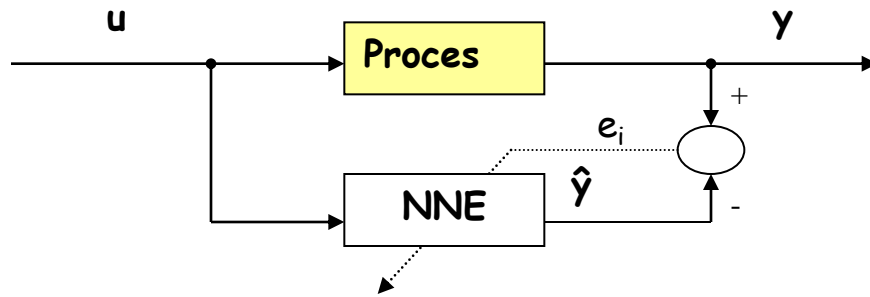 u
y
Proces
+
e_i
NNE
ŷ
-